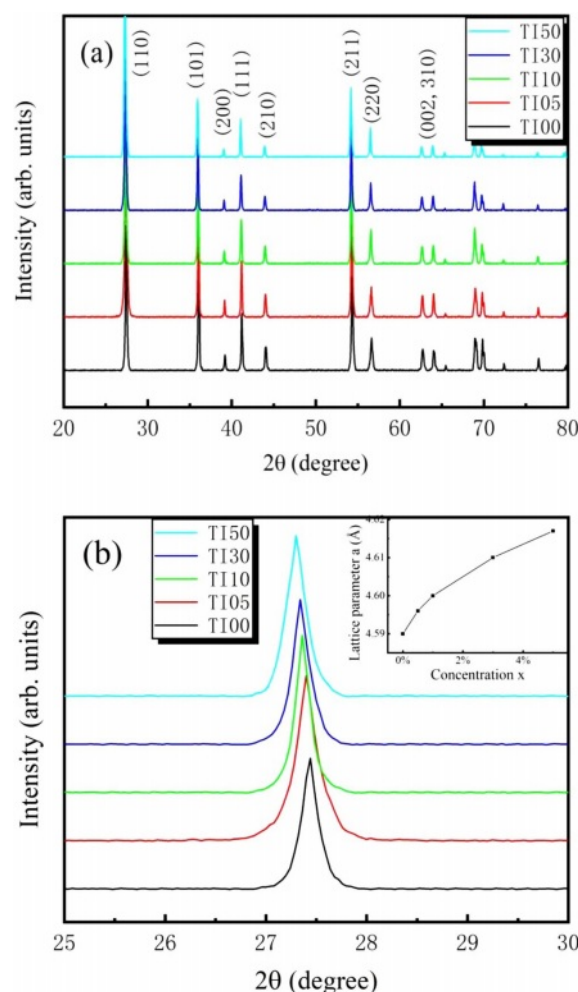 (a)
(110)
(101)
(200)
(111)
(210)
(211)
(220)
(002, 310)
TI50
TI30
TI10
TI05
TI00
Intensity (arb. units)
20 30 40 50 60 70 80
2θ (degree)
(b)
TI50
TI30
TI10
TI05
TI00
4.62
4.61
4.60
4.59
Lattice parameter a (Å)
0% 2% 4%
Concentration x
Intensity (arb. units)
25 26 27 28 29 30
2θ (degree)